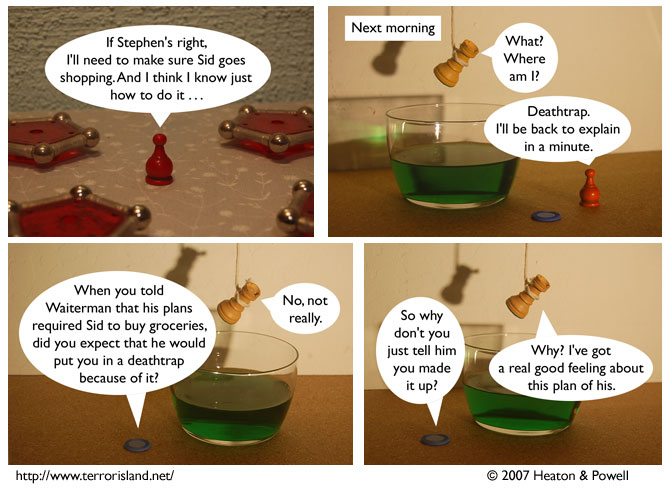 If Stephen's right,
I'll need to make sure Sid goes
shopping. And I think I know just
how to do it . . .
Next morning
What?
Where
am I?
Deathtrap.
I'll be back to explain
in a minute.
When you told
Waiterman that his plans
required Sid to buy groceries,
did you expect that he would
put you in a deathtrap
because of it?
No, not
really.
So why
don't you
just tell him
you made
it up?
Why? I've got
a real good feeling about
this plan of his.
http://www.terrorisland.net/
© 2007 Heaton & Powell